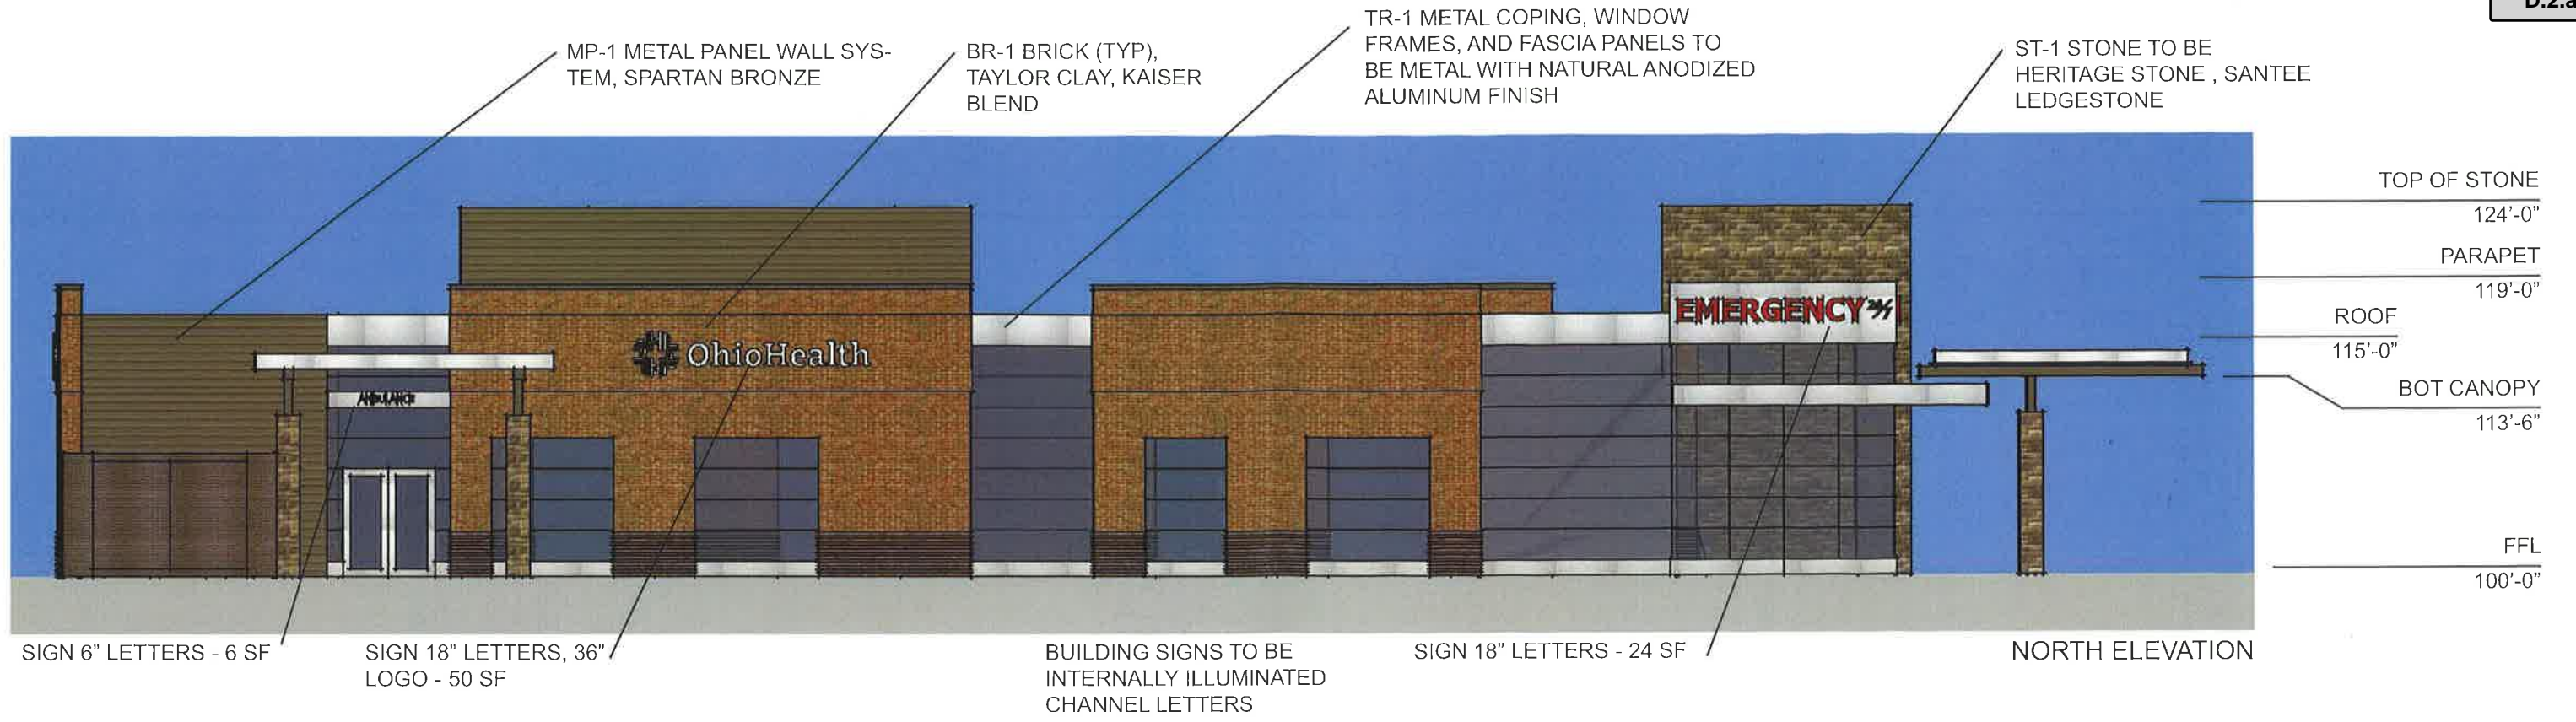 D.2.a
MP-1 METAL PANEL WALL SYS-
TEM, SPARTAN BRONZE
BR-1 BRICK (TYP),
TAYLOR CLAY, KAISER
BLEND
TR-1 METAL COPING, WINDOW
FRAMES, AND FASCIA PANELS TO
BE METAL WITH NATURAL ANODIZED
ALUMINUM FINISH
ST-1 STONE TO BE
HERITAGE STONE , SANTEE
LEDGESTONE
TOP OF STONE
124'-0"
PARAPET
119'-0"
ROOF
115'-0"
BOT CANOPY
113'-6"
FFL
100'-0"
OhioHealth
EMERGENCY 24/7
AMBULANCE
SIGN 6" LETTERS - 6 SF
SIGN 18" LETTERS, 36"
LOGO - 50 SF
BUILDING SIGNS TO BE
INTERNALLY ILLUMINATED
CHANNEL LETTERS
SIGN 18" LETTERS - 24 SF
NORTH ELEVATION